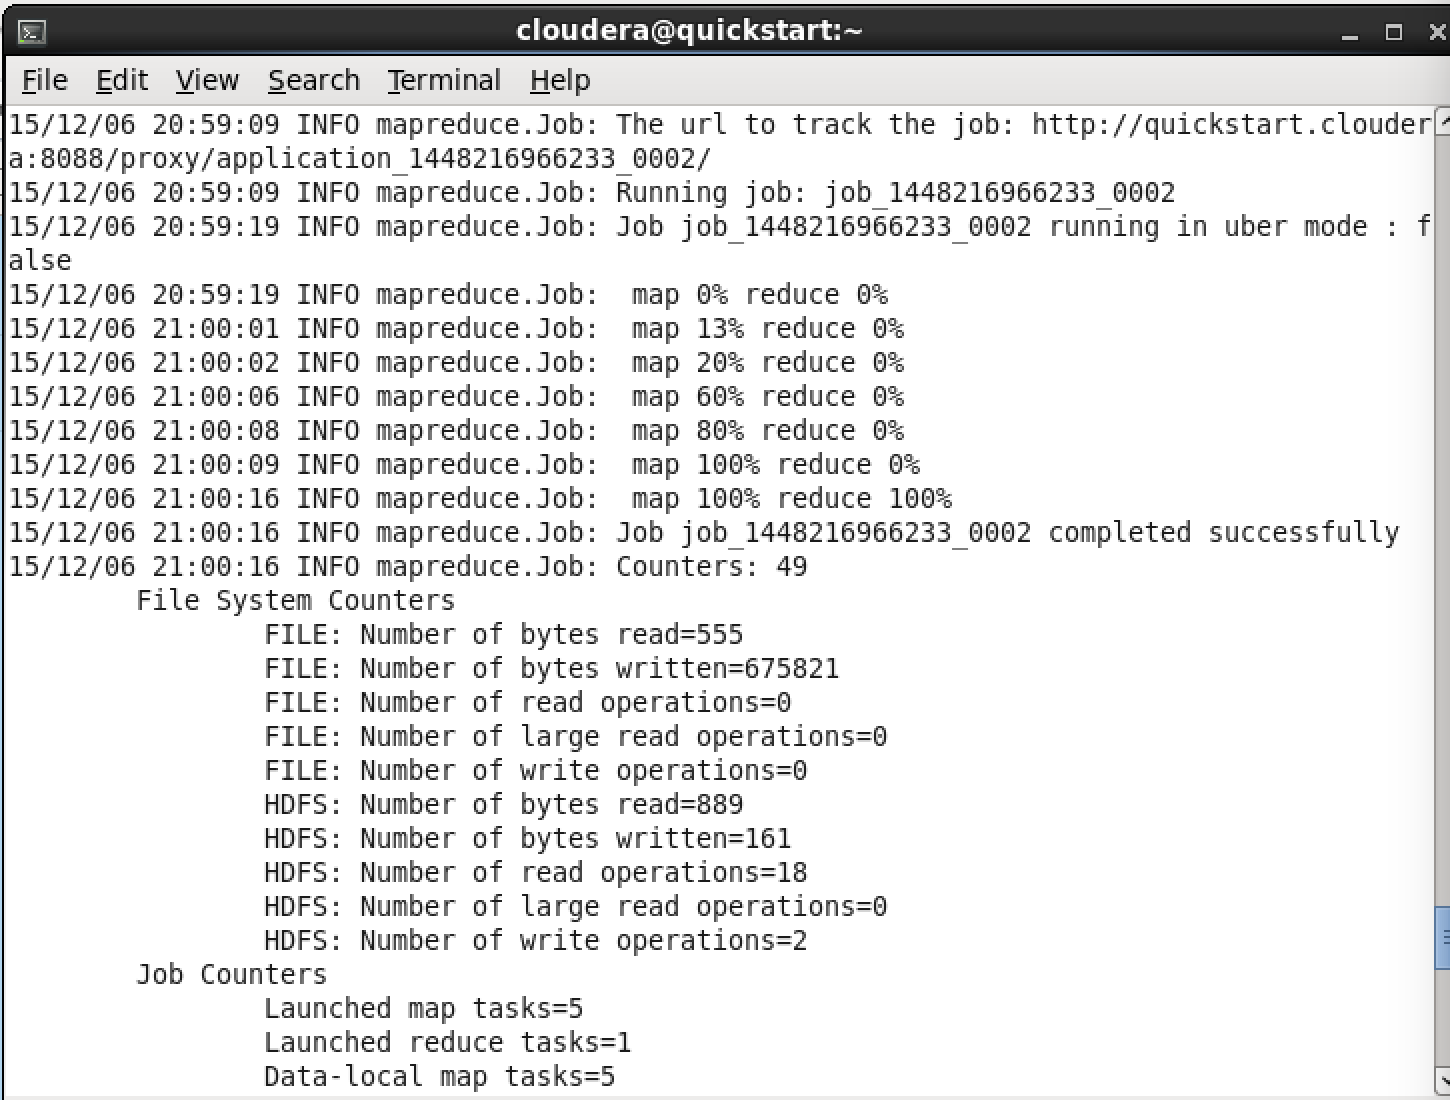 cloudera@quickstart:~
File Edit View Search Terminal Help
15/12/06 20:59:09 INFO mapreduce.Job: The url to track the job: http://quickstart.clouder
a:8088/proxy/application_1448216966233_0002/
15/12/06 20:59:09 INFO mapreduce.Job: Running job: job_1448216966233_0002
15/12/06 20:59:19 INFO mapreduce.Job: Job job_1448216966233_0002 running in uber mode : f
alse
15/12/06 20:59:19 INFO mapreduce.Job:  map 0% reduce 0%
15/12/06 21:00:01 INFO mapreduce.Job:  map 13% reduce 0%
15/12/06 21:00:02 INFO mapreduce.Job:  map 20% reduce 0%
15/12/06 21:00:06 INFO mapreduce.Job:  map 60% reduce 0%
15/12/06 21:00:08 INFO mapreduce.Job:  map 80% reduce 0%
15/12/06 21:00:09 INFO mapreduce.Job:  map 100% reduce 0%
15/12/06 21:00:16 INFO mapreduce.Job:  map 100% reduce 100%
15/12/06 21:00:16 INFO mapreduce.Job: Job job_1448216966233_0002 completed successfully
15/12/06 21:00:16 INFO mapreduce.Job: Counters: 49
File System Counters
FILE: Number of bytes read=555
FILE: Number of bytes written=675821
FILE: Number of read operations=0
FILE: Number of large read operations=0
FILE: Number of write operations=0
HDFS: Number of bytes read=889
HDFS: Number of bytes written=161
HDFS: Number of read operations=18
HDFS: Number of large read operations=0
HDFS: Number of write operations=2
Job Counters
Launched map tasks=5
Launched reduce tasks=1
Data-local map tasks=5